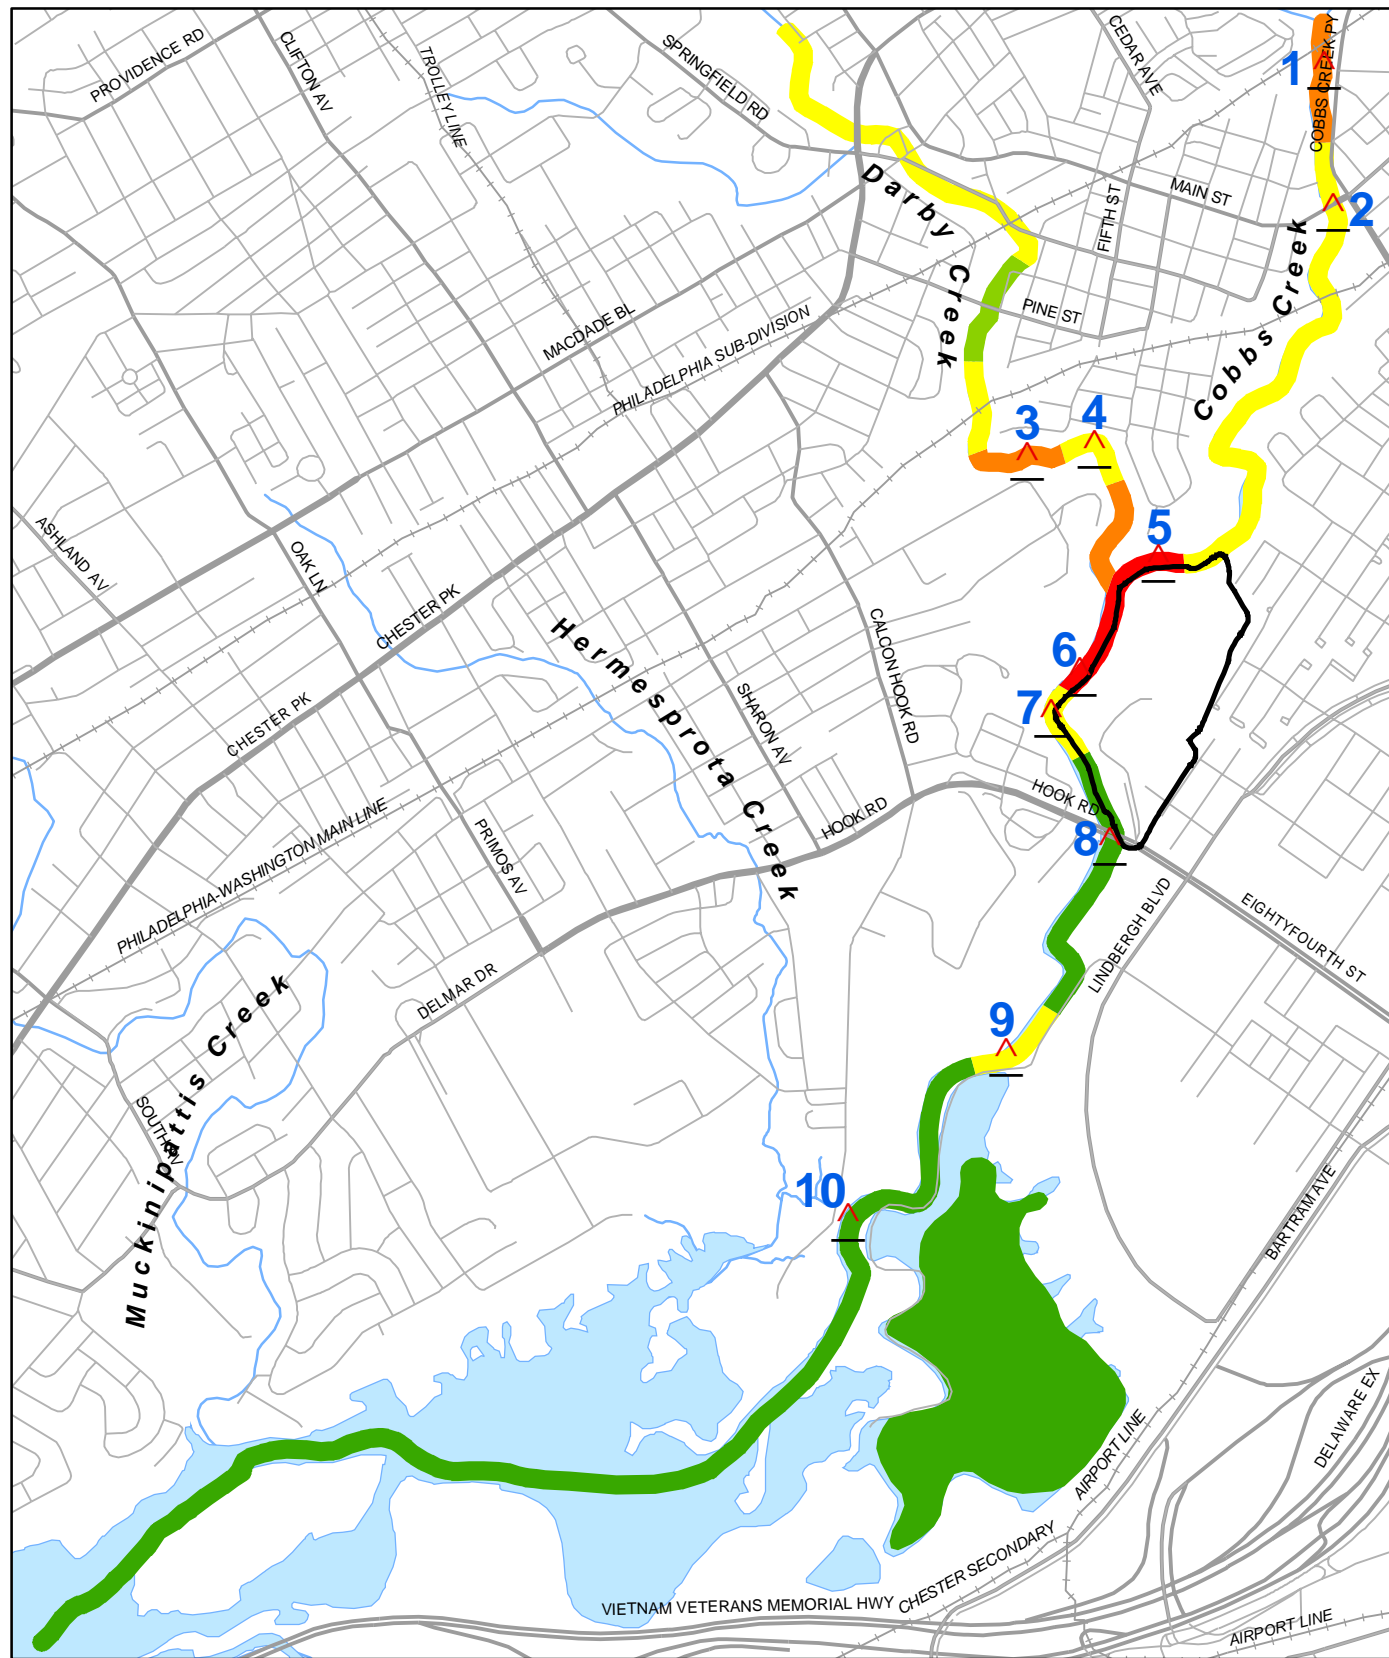 PROVIDENCE RD
CLIFTON AV
TROLLEY LINE
SPRINGFIELD RD
CEDAR AVE
COBBS CREEK PY
1
MAIN ST
FIFTH ST
2
Darby Creek
Cobbs Creek
PINE ST
MACDADE BL
PHILADELPHIA SUB-DIVISION
3
4
5
ASHLAND AV
OAK LN
CHESTER PK
Hermesprota Creek
CALCON HOOK RD
6
7
SHARON AV
CHESTER PK
HOOK RD
HOOK RD
8
PHILADELPHIA-WASHINGTON MAIN LINE
PRIMOS AV
EIGHTYFOURTH ST
LINDBERGH BLVD
DELMAR DR
9
Muckinipattis Creek
SOUTH AV
10
BARTRAM AVE
DELAWARE EX
AIRPORT LINE
CHESTER SECONDARY
VIETNAM VETERANS MEMORIAL HWY
AIRPORT LINE